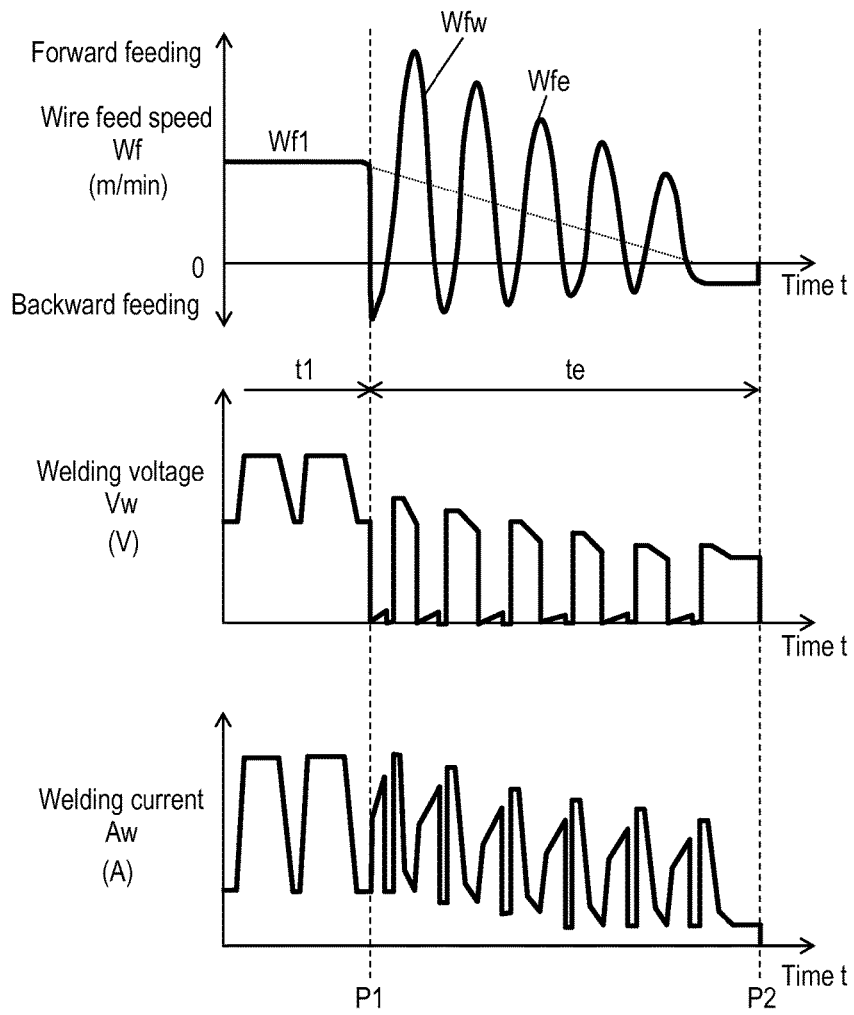 Forward feeding
Wfw
Wfe
Wire feed speed
Wf
(m/min)
Wf1
0
Time t
Backward feeding
t1
te
Welding voltage
Vw
(V)
Time t
Welding current
Aw
(A)
Time t
P1
P2